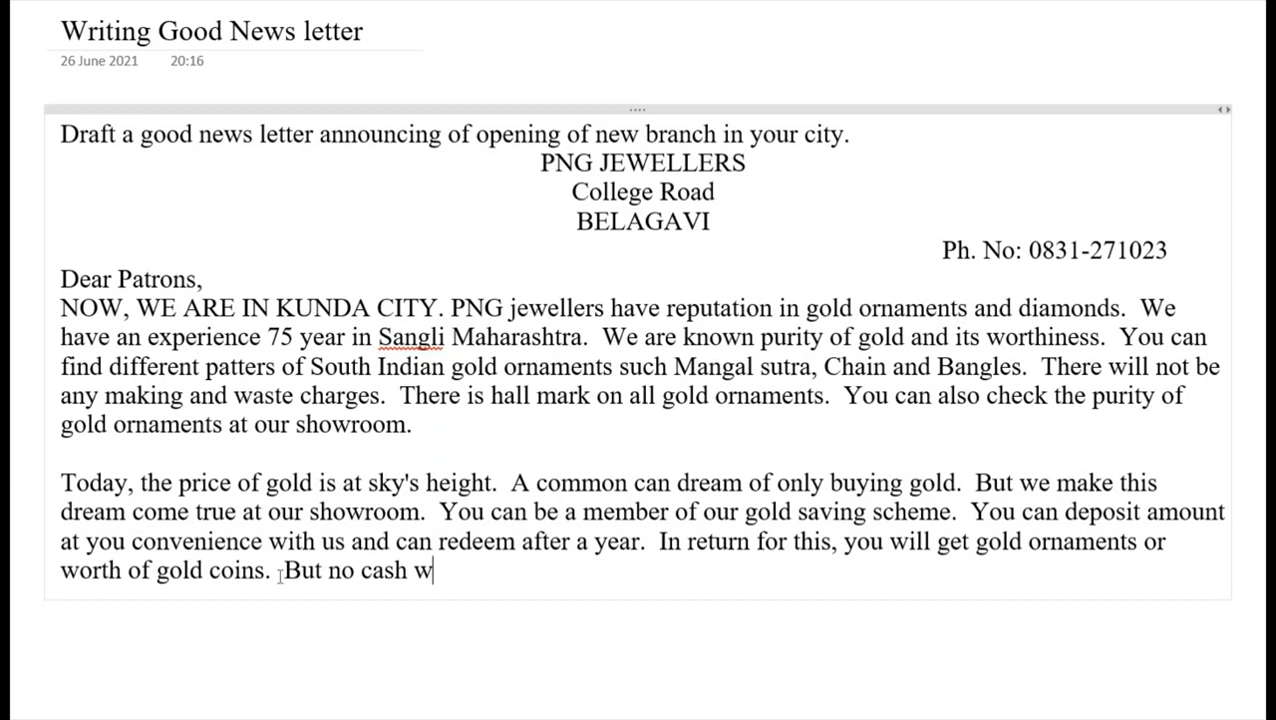 Writing Good News letter
26 June 2021 20:16
Draft a good news letter announcing of opening of new branch in your city.
PNG JEWELLERS
College Road
BELAGAVI
Ph. No: 0831-271023
Dear Patrons,
NOW, WE ARE IN KUNDA CITY. PNG jewellers have reputation in gold ornaments and diamonds. We
have an experience 75 year in Sangli Maharashtra. We are known purity of gold and its worthiness. You can
find different patters of South Indian gold ornaments such Mangal sutra, Chain and Bangles. There will not be
any making and waste charges. There is hall mark on all gold ornaments. You can also check the purity of
gold ornaments at our showroom.
Today, the price of gold is at sky's height. A common can dream of only buying gold. But we make this
dream come true at our showroom. You can be a member of our gold saving scheme. You can deposit amount
at you convenience with us and can redeem after a year. In return for this, you will get gold ornaments or
worth of gold coins. But no cash w